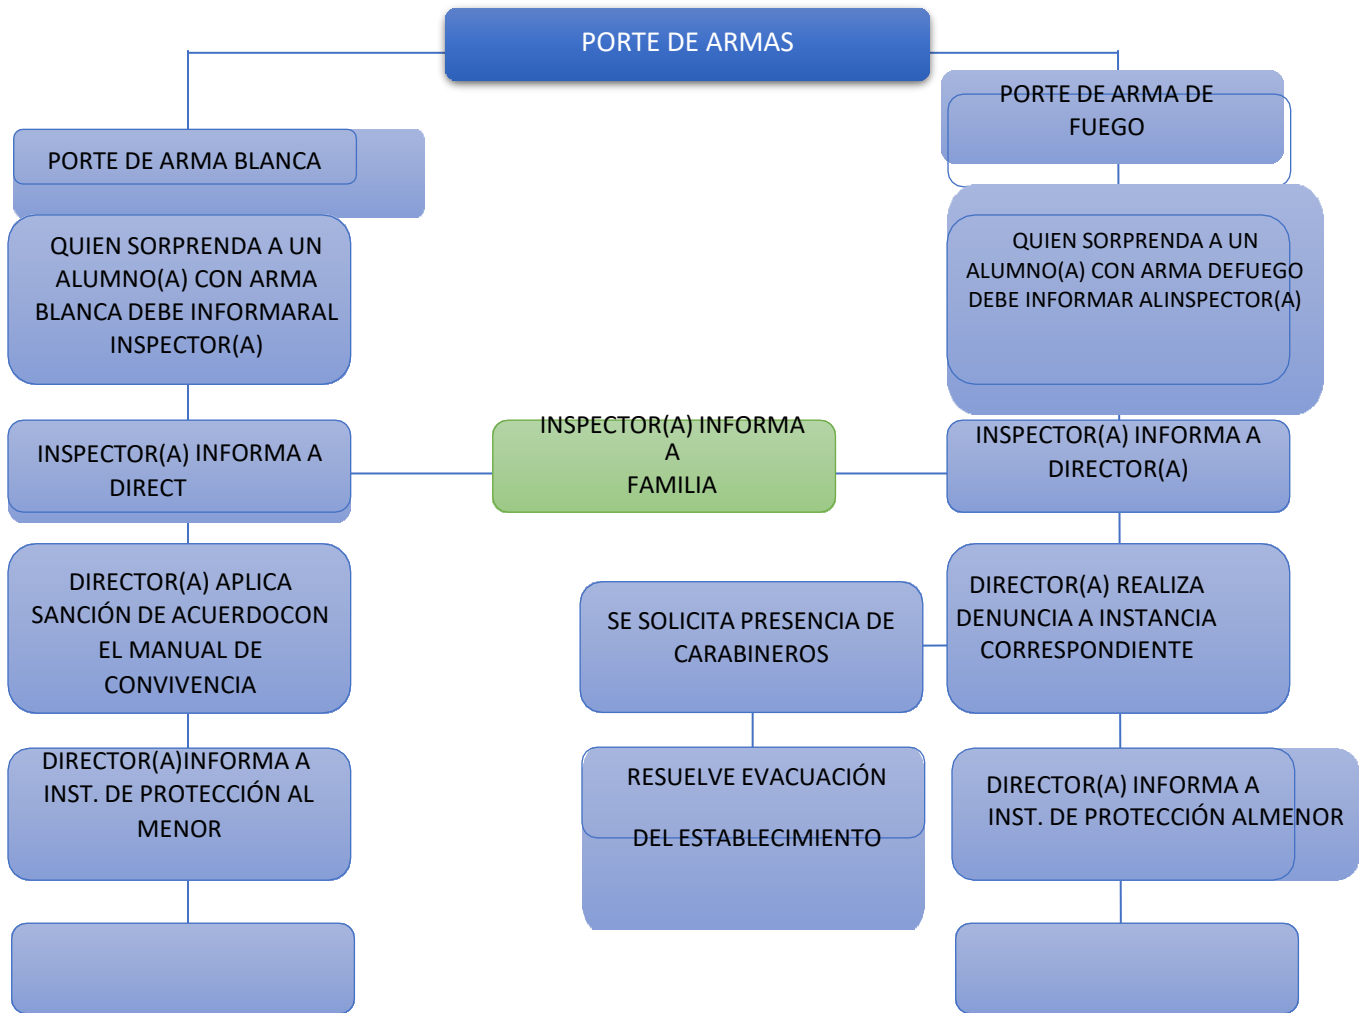 PORTE DE ARMAS
PORTE DE ARMA BLANCA
QUIEN SORPRENDA A UN
ALUMNO(A) CON ARMA
BLANCA DEBE INFORMARAL
INSPECTOR(A)
INSPECTOR(A) INFORMA A
DIRECT
DIRECTOR(A) APLICA
SANCIÓN DE ACUERDOCON
EL MANUAL DE
CONVIVENCIA
DIRECTOR(A)INFORMA A
INST. DE PROTECCIÓN AL
MENOR
INSPECTOR(A) INFORMA
A
FAMILIA
PORTE DE ARMA DE
FUEGO
QUIEN SORPRENDA A UN
ALUMNO(A) CON ARMA DEFUEGO
DEBE INFORMAR ALINSPECTOR(A)
INSPECTOR(A) INFORMA A
DIRECTOR(A)
DIRECTOR(A) REALIZA
DENUNCIA A INSTANCIA
CORRESPONDIENTE
SE SOLICITA PRESENCIA DE
CARABINEROS
RESUELVE EVACUACIÓN
DEL ESTABLECIMIENTO
DIRECTOR(A) INFORMA A
INST. DE PROTECCIÓN ALMENOR